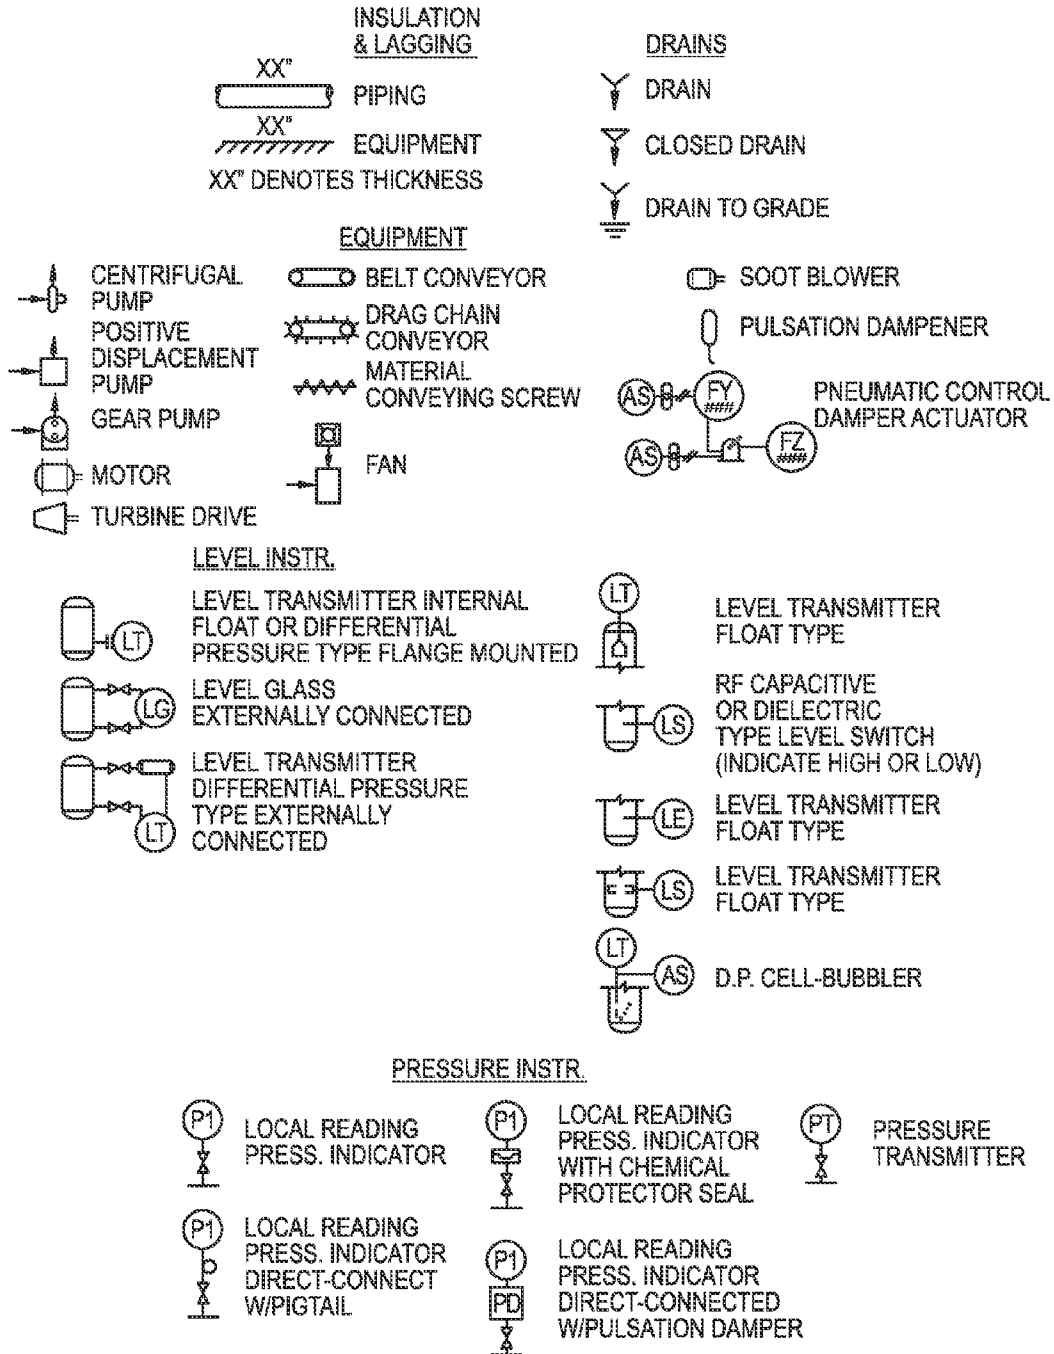 INSULATION
& LAGGING
XX"
PIPING
XX"
EQUIPMENT
XX" DENOTES THICKNESS
DRAINS
DRAIN
CLOSED DRAIN
DRAIN TO GRADE
EQUIPMENT
CENTRIFUGAL
PUMP
POSITIVE
DISPLACEMENT
PUMP
GEAR PUMP
MOTOR
TURBINE DRIVE
BELT CONVEYOR
DRAG CHAIN
CONVEYOR
MATERIAL
CONVEYING SCREW
FAN
SOOT BLOWER
PULSATION DAMPENER
AS
FY
###
PNEUMATIC CONTROL
DAMPER ACTUATOR
AS
FZ
###
LEVEL INSTR.
LT
LEVEL TRANSMITTER INTERNAL
FLOAT OR DIFFERENTIAL
PRESSURE TYPE FLANGE MOUNTED
LG
LEVEL GLASS
EXTERNALLY CONNECTED
LT
LEVEL TRANSMITTER
DIFFERENTIAL PRESSURE
TYPE EXTERNALLY
CONNECTED
LT
LEVEL TRANSMITTER
FLOAT TYPE
LS
RF CAPACITIVE
OR DIELECTRIC
TYPE LEVEL SWITCH
(INDICATE HIGH OR LOW)
LE
LEVEL TRANSMITTER
FLOAT TYPE
LS
LEVEL TRANSMITTER
FLOAT TYPE
LT
AS
D.P. CELL-BUBBLER
PRESSURE INSTR.
P1
LOCAL READING
PRESS. INDICATOR
P1
LOCAL READING
PRESS. INDICATOR
WITH CHEMICAL
PROTECTOR SEAL
PT
PRESSURE
TRANSMITTER
P1
LOCAL READING
PRESS. INDICATOR
DIRECT-CONNECT
W/PIGTAIL
P1
PD
LOCAL READING
PRESS. INDICATOR
DIRECT-CONNECTED
W/PULSATION DAMPER